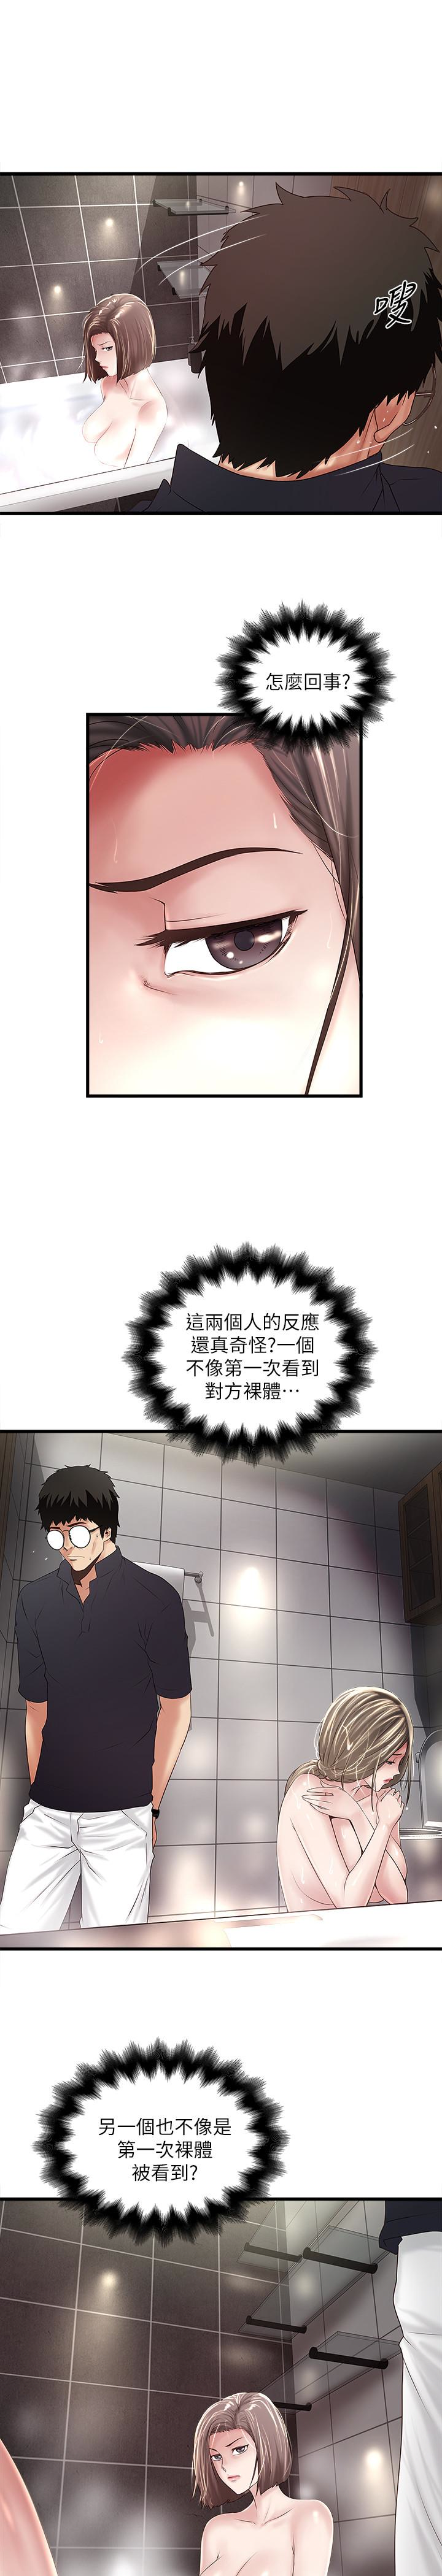 嗖
怎麼回事?
這兩個人的反應
還真奇怪?一個
不像第一次看到
對方裸體…
另一個也不像是
第一次裸體
被看到?